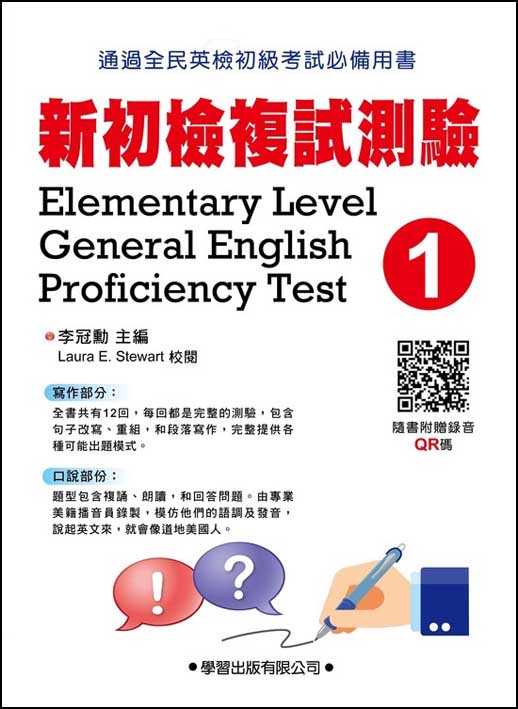 通過全民英檢初級考試必備用書
新初檢複試測驗
Elementary Level
General English
Proficiency Test
1
李冠勳 主編
Laura E. Stewart 校閱
寫作部分：
全書共有12回，每回都是完整的測驗，包含
句子改寫、重組，和段落寫作，完整提供各
種可能出題模式。
口說部份：
題型包含複誦、朗讀，和回答問題。由專業
美籍播音員錄製，模仿他們的語調及發音，
說起英文來，就會像道地美國人。
隨書附贈錄音
QR碼
!
?
● 學習出版有限公司 ●